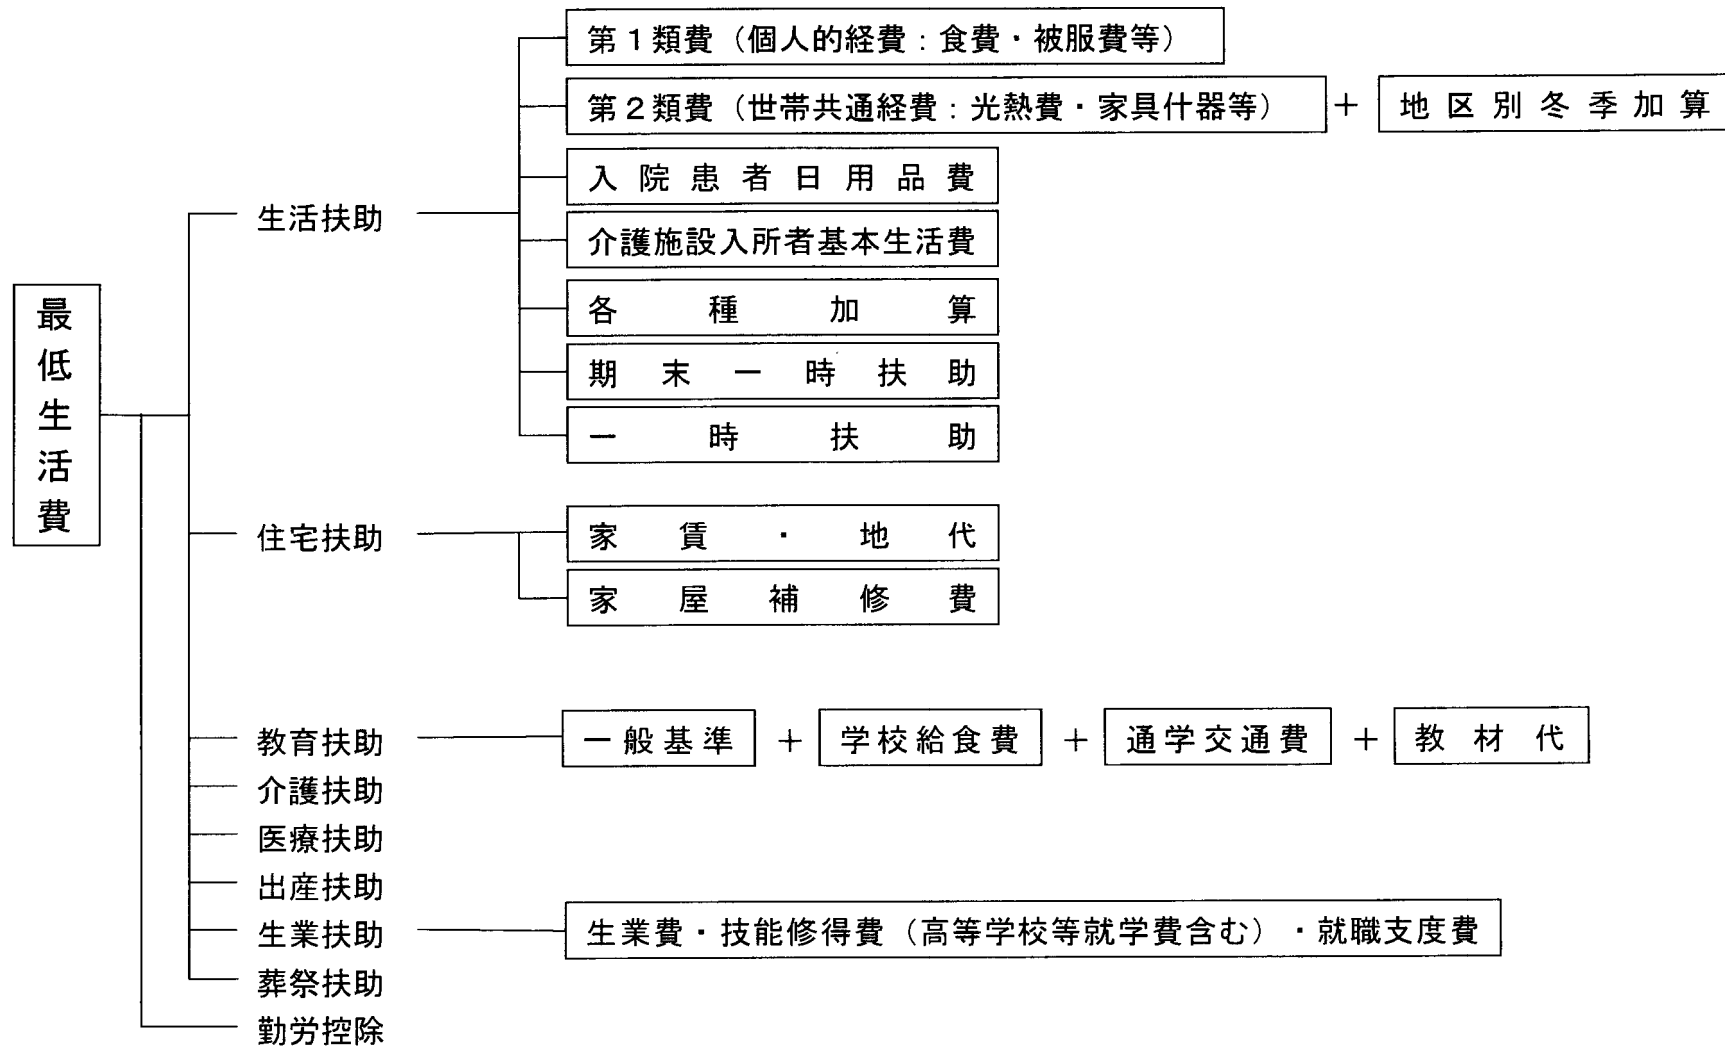 最低生活費
生活扶助
第１類費（個人的経費：食費・被服費等）
第２類費（世帯共通経費：光熱費・家具什器等） ＋ 地区別冬季加算
入院患者日用品費
介護施設入所者基本生活費
各種加算
期末一時扶助
一時扶助
住宅扶助
家賃・地代
家屋補修費
教育扶助 一般基準 ＋ 学校給食費 ＋ 通学交通費 ＋ 教材代
介護扶助
医療扶助
出産扶助
生業扶助 生業費・技能修得費（高等学校等就学費含む）・就職支度費
葬祭扶助
勤労控除